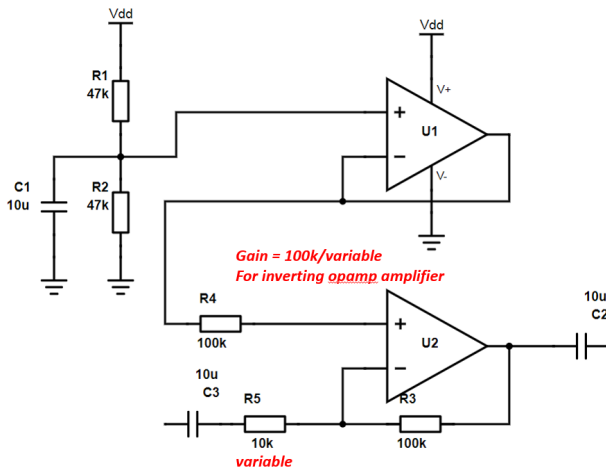 Vdd
Vdd
R1
47k
V+
+
U1
−
V-
C1
10u
R2
47k
Gain = 100k/variable
For inverting opamp amplifier
R4
100k
+
U2
−
10u
C2
10u
C3
R5
10k
R3
100k
variable